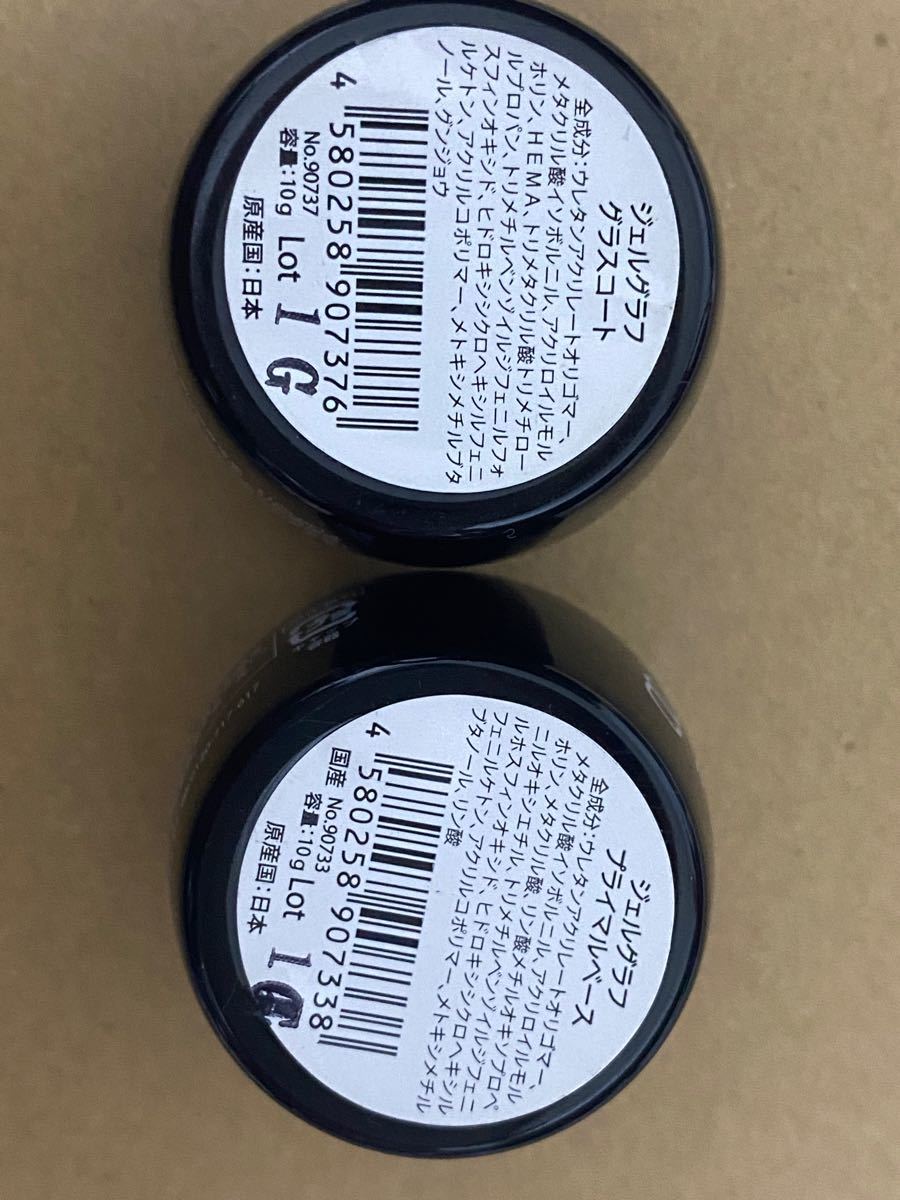 ジェルグラフ
グラスコート
全成分:ウレタンアクリレートオリゴマー、
メタクリル酸イソボルニル、アクリロイルモル
ホリン、HEMA、トリメタクリル酸トリメチロー
ルプロパン、トリメチルベンゾイルジフェニルフォ
スフィンオキシド、ヒドロキシシクロヘキシルフェニ
ルケトン、アクリルコポリマー、メトキシメチルブタ
ノール、グンジョウ
4 580258 907376
No.90737
容量:10g Lot 1G
原産国:日本
ジェルグラフ
プライマルベース
全成分:ウレタンアクリレートオリゴマー、
メタクリル酸イソボルニル、アクリロイルモル
ホリン、メタクリル酸、リン酸メチルオキソプロペ
ニルオキシエチル、トリメチルベンゾイルジフェニ
ルホスフィンオキシド、ヒドロキシシクロヘキシル
フェニルケトン、アクリルコポリマー、メトキシメチル
ブタノール、リン酸
4 580258 907338
国産 No.90733
容量:10g Lot 1G
原産国:日本